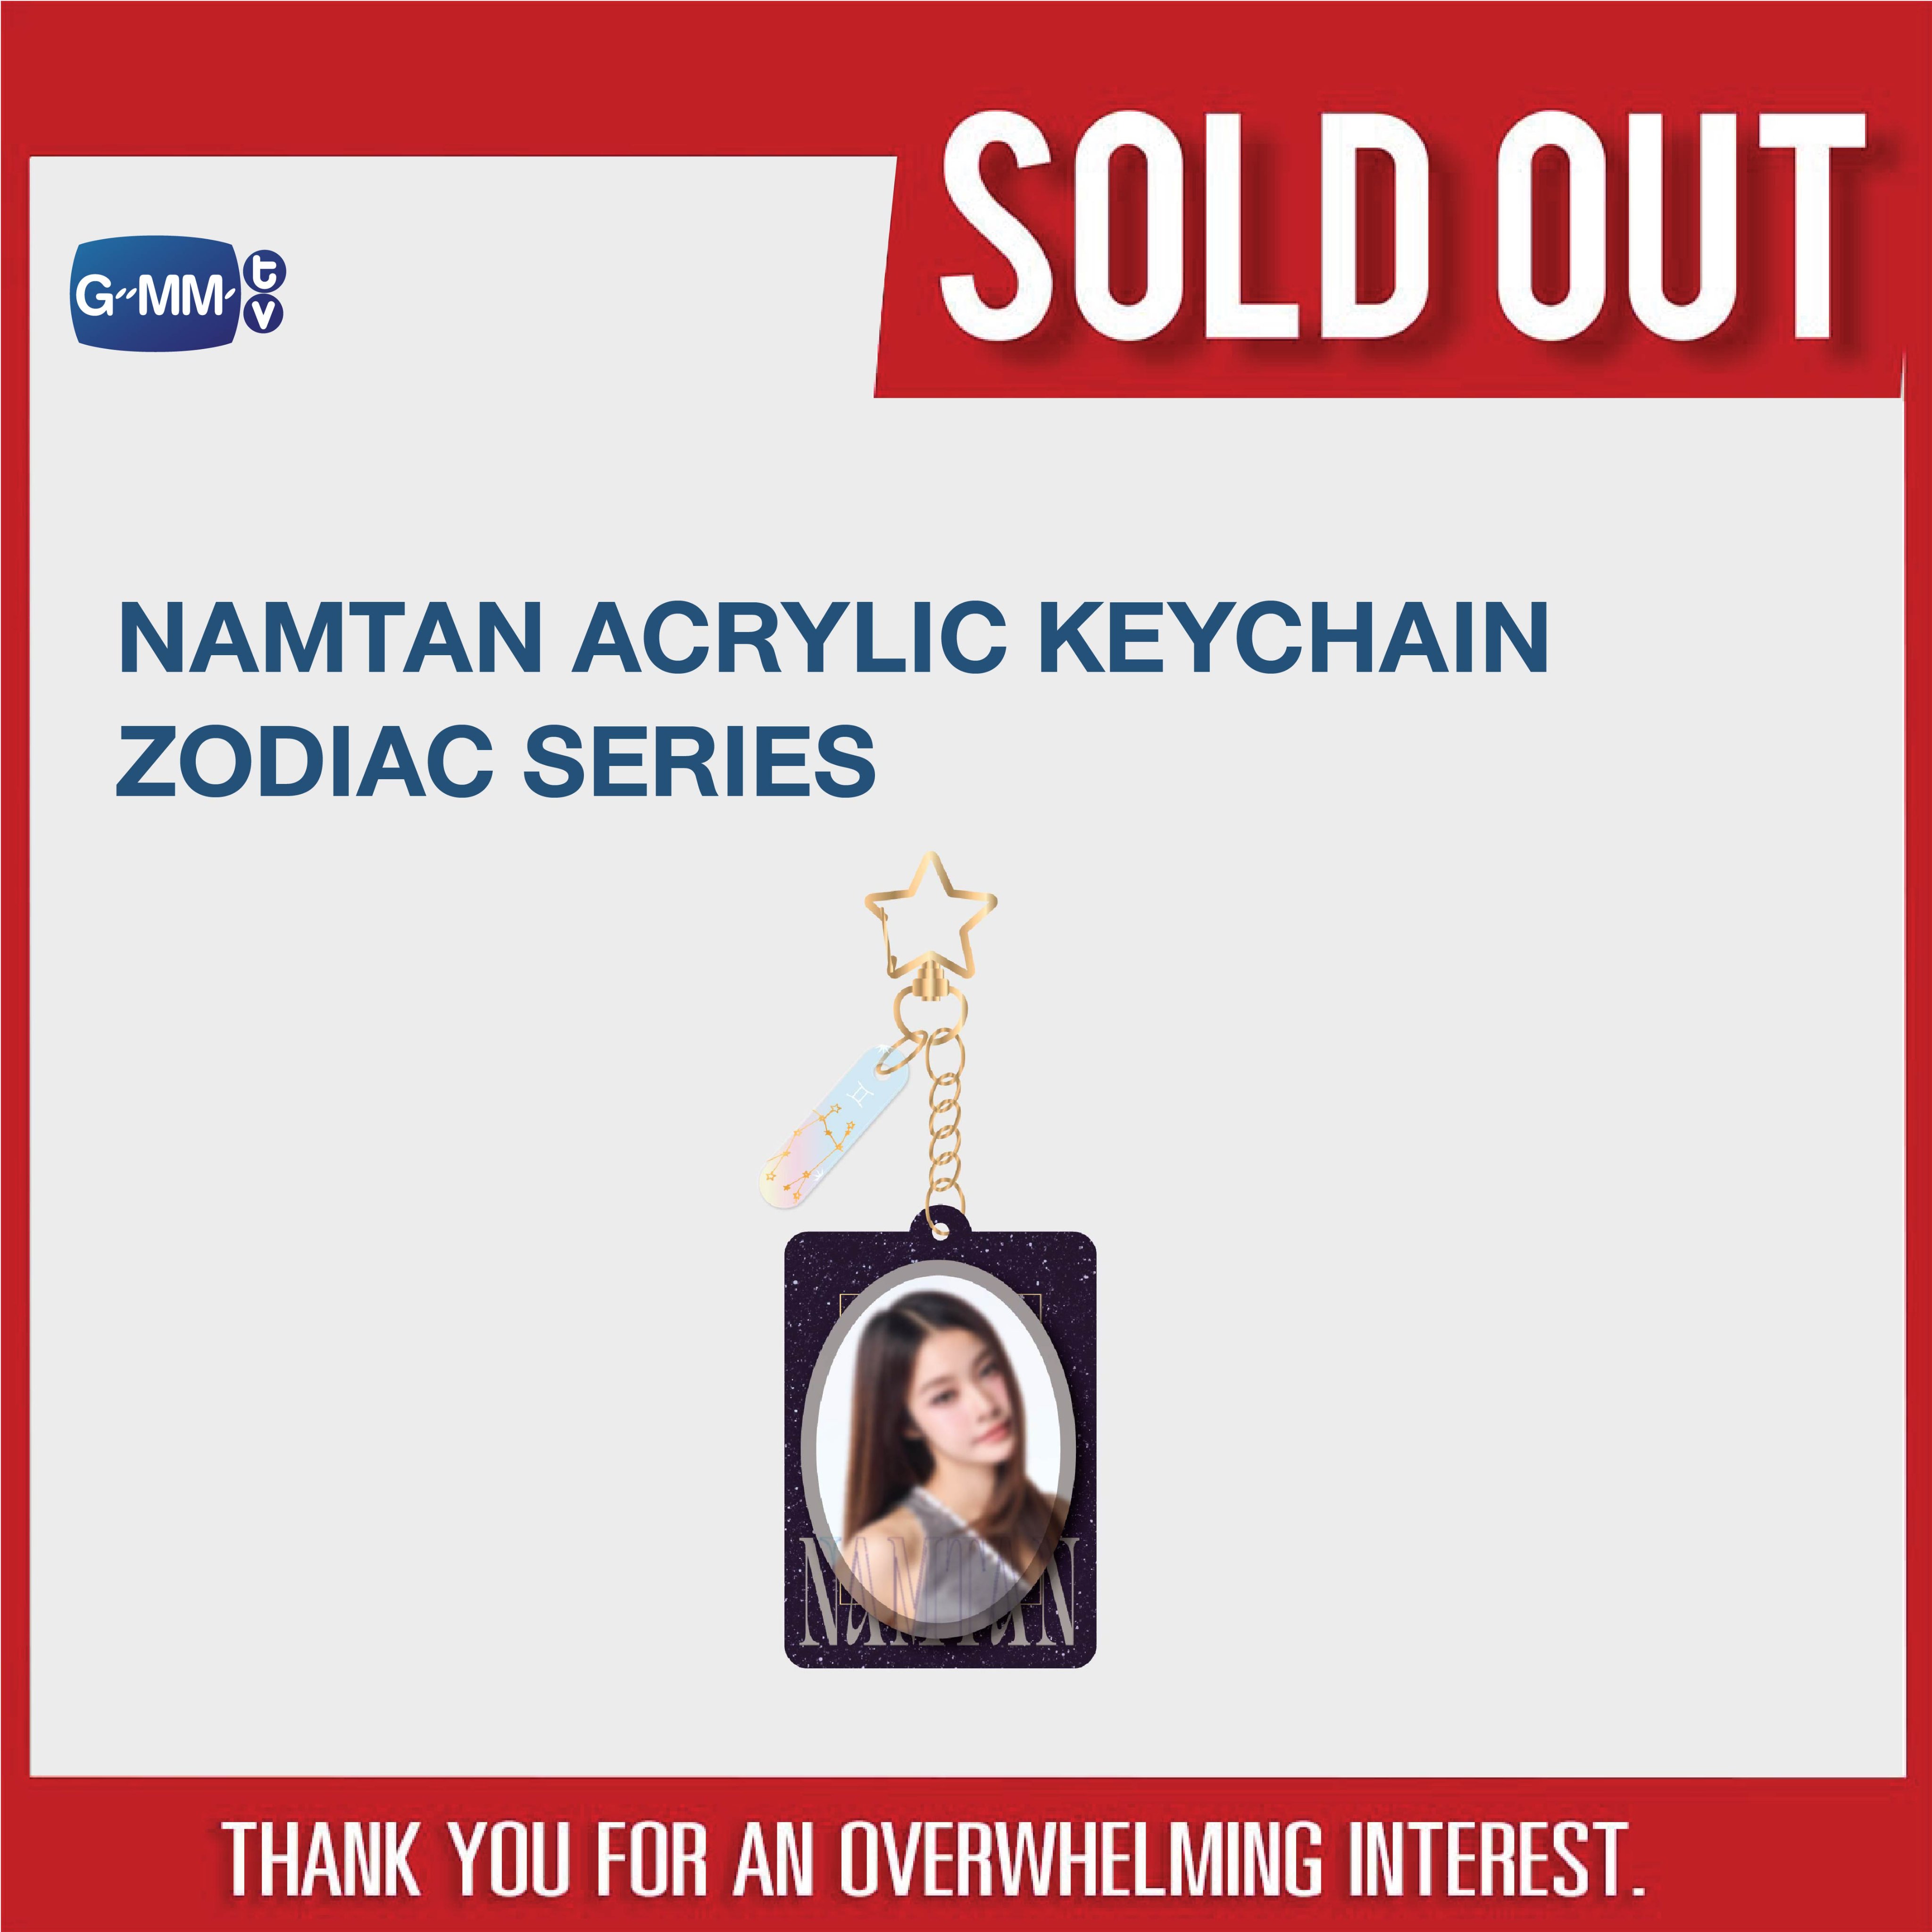 SOLD OUT
G-MM-
tv
NAMTAN ACRYLIC KEYCHAIN
ZODIAC SERIES
NAMTAN
THANK YOU FOR AN OVERWHELMING INTEREST.